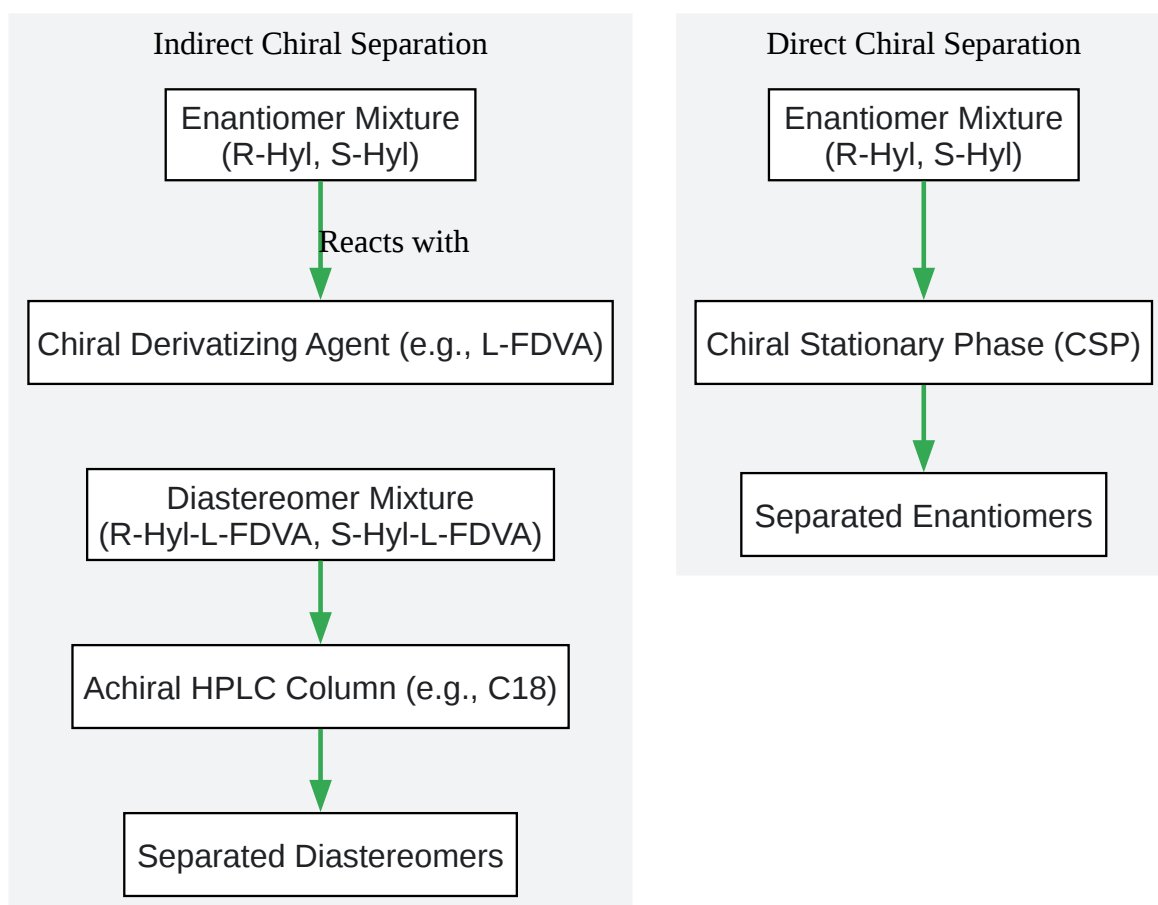 Indirect Chiral Separation
Enantiomer Mixture
(R-Hyl, S-Hyl)
Reacts with
Chiral Derivatizing Agent (e.g., L-FDVA)
Diastereomer Mixture
(R-Hyl-L-FDVA, S-Hyl-L-FDVA)
Achiral HPLC Column (e.g., C18)
Separated Diastereomers
Direct Chiral Separation
Enantiomer Mixture
(R-Hyl, S-Hyl)
Chiral Stationary Phase (CSP)
Separated Enantiomers